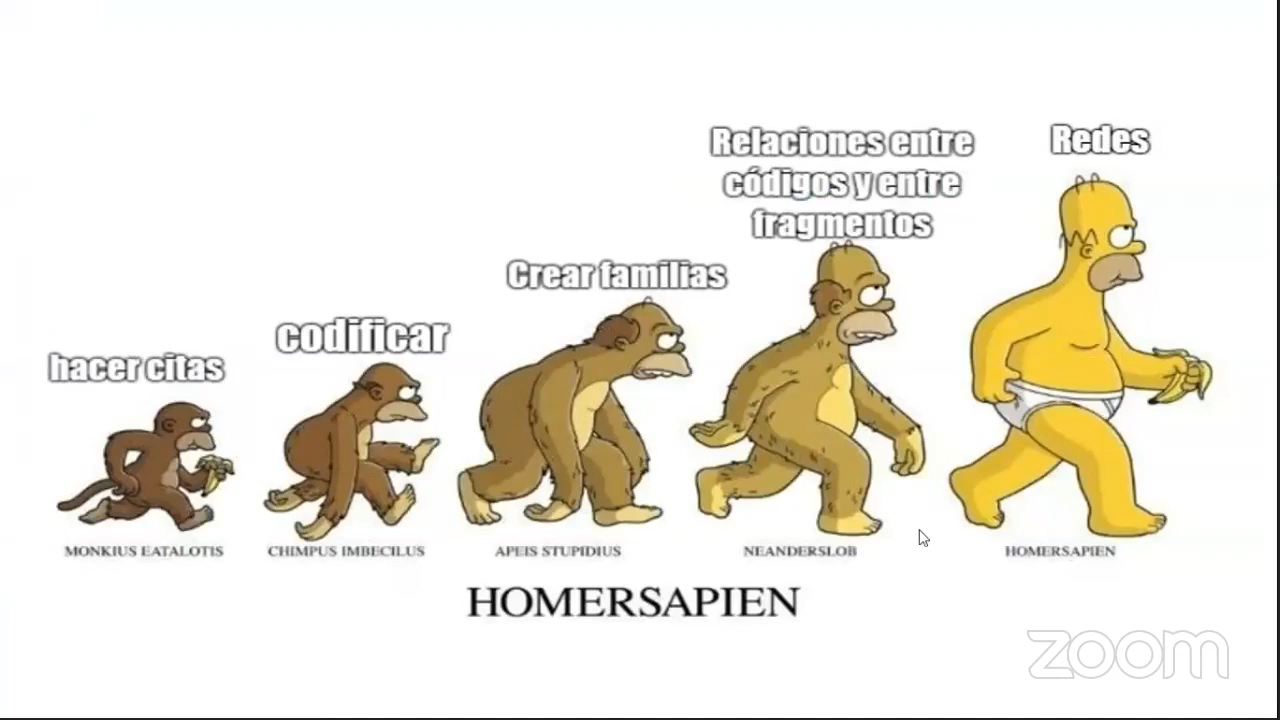 hacer citas
codificar
Crear familias
Relaciones entre
códigos y entre
fragmentos
Redes
MONKIUS EATALOTIS
CHIMPUS IMBECILUS
APEIS STUPIDIUS
NEANDERSLOB
HOMERSAPIEN
HOMERSAPIEN
zoom